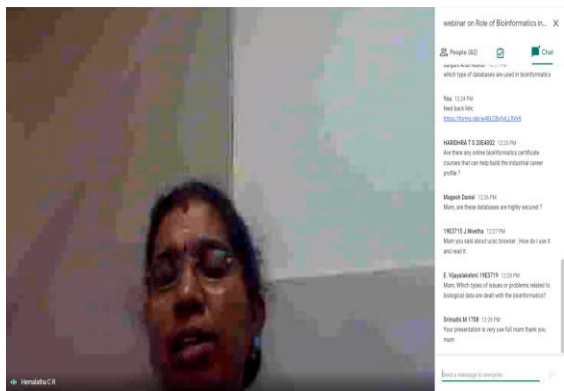 webinar on Role of Bioinformatics in... X
People (82)
Chat
which type of databases are used in bioinformatics
You 12:24 PM
feed back link:
HARIDHRA T S 20E4002 12:25 PM
Are there any online bioinformatics certificate
courses that can help build the industrial career
profile ?
Magesh Daniel 12:26 PM
Mam, are these databases are highly secured ?
19E3715 J.Nivetha 12:27 PM
Mam you said about ucsc browser , How do I use it
and read it.
E. Vijayalakshmi 19E3719 12:28 PM
Mam, Which types of issues or problems related to
biological data are dealt with the bioinformatics?
Srimathi.M 1708 12:29 PM
Your presentation is very use full mam thank you
mam
Send a message to everyone
Hemalatha C R